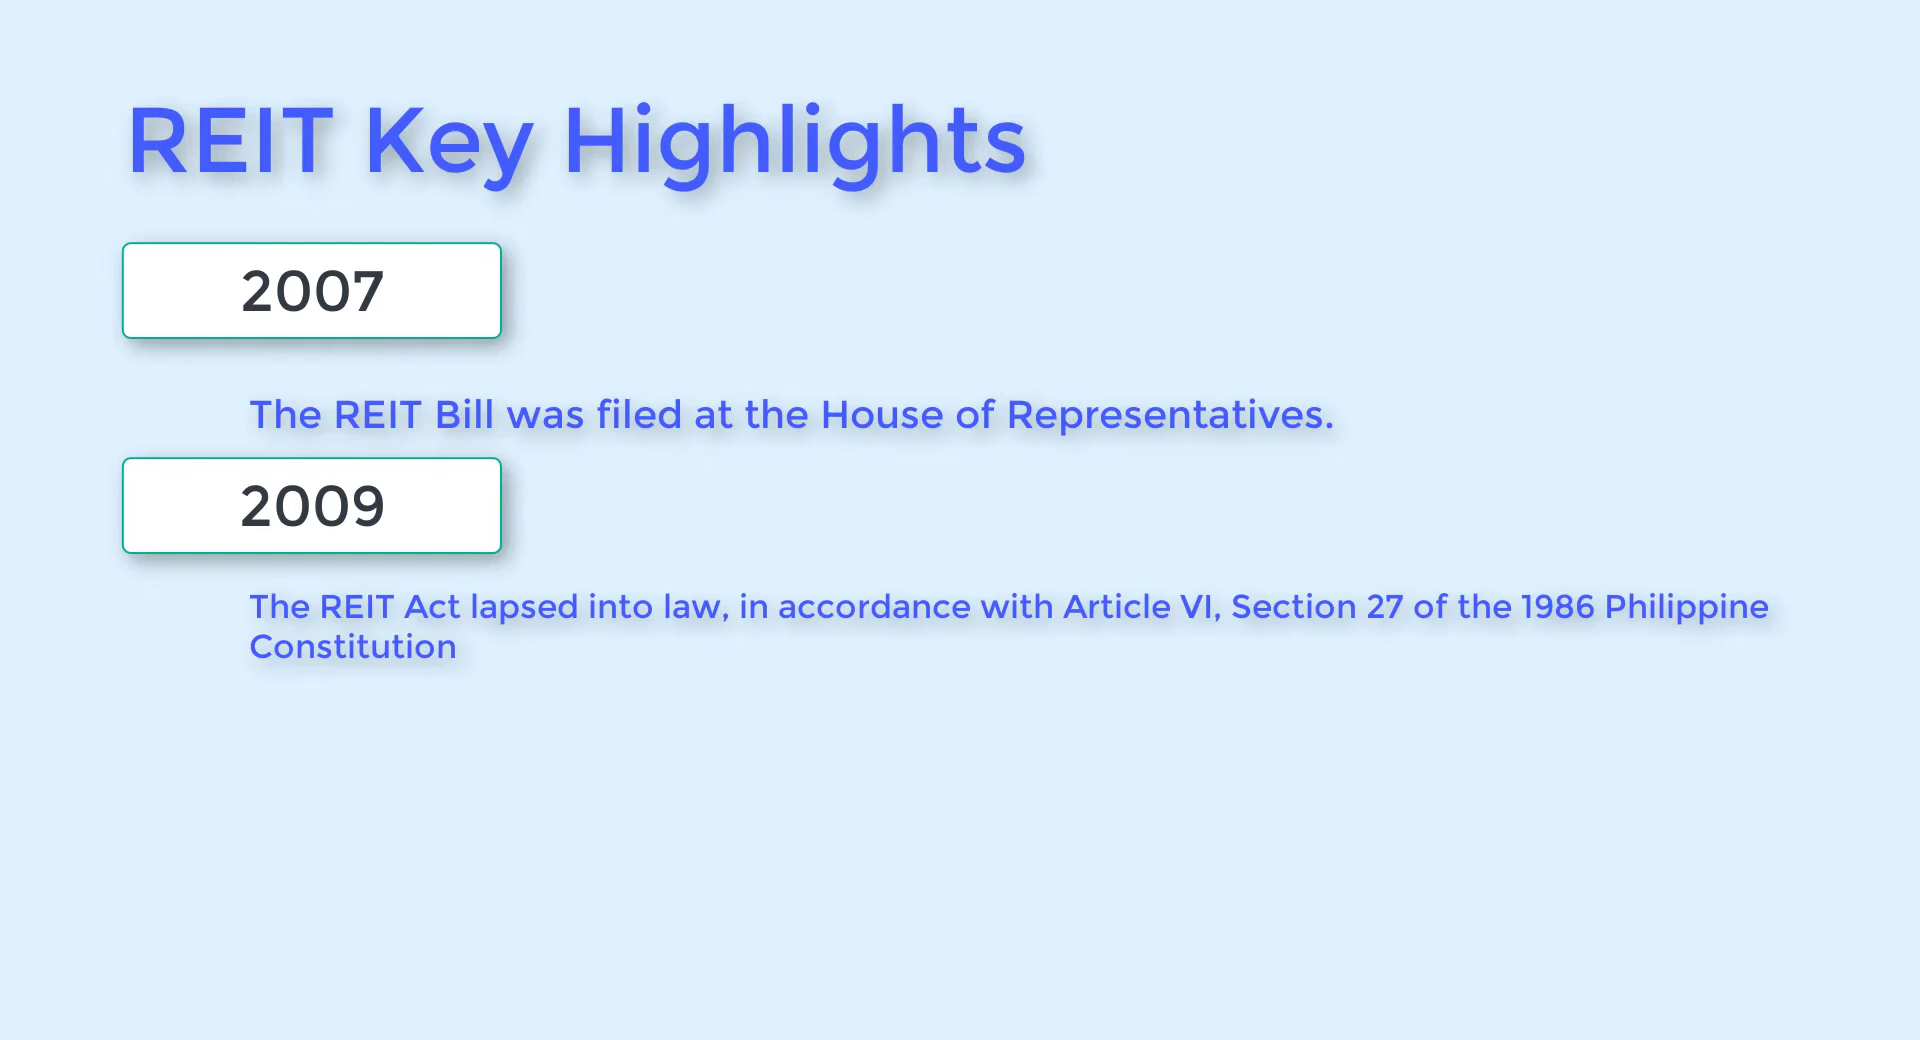 REIT Key Highlights
2007
The REIT Bill was filed at the House of Representatives.
2009
The REIT Act lapsed into law, in accordance with Article VI, Section 27 of the 1986 Philippine
Constitution